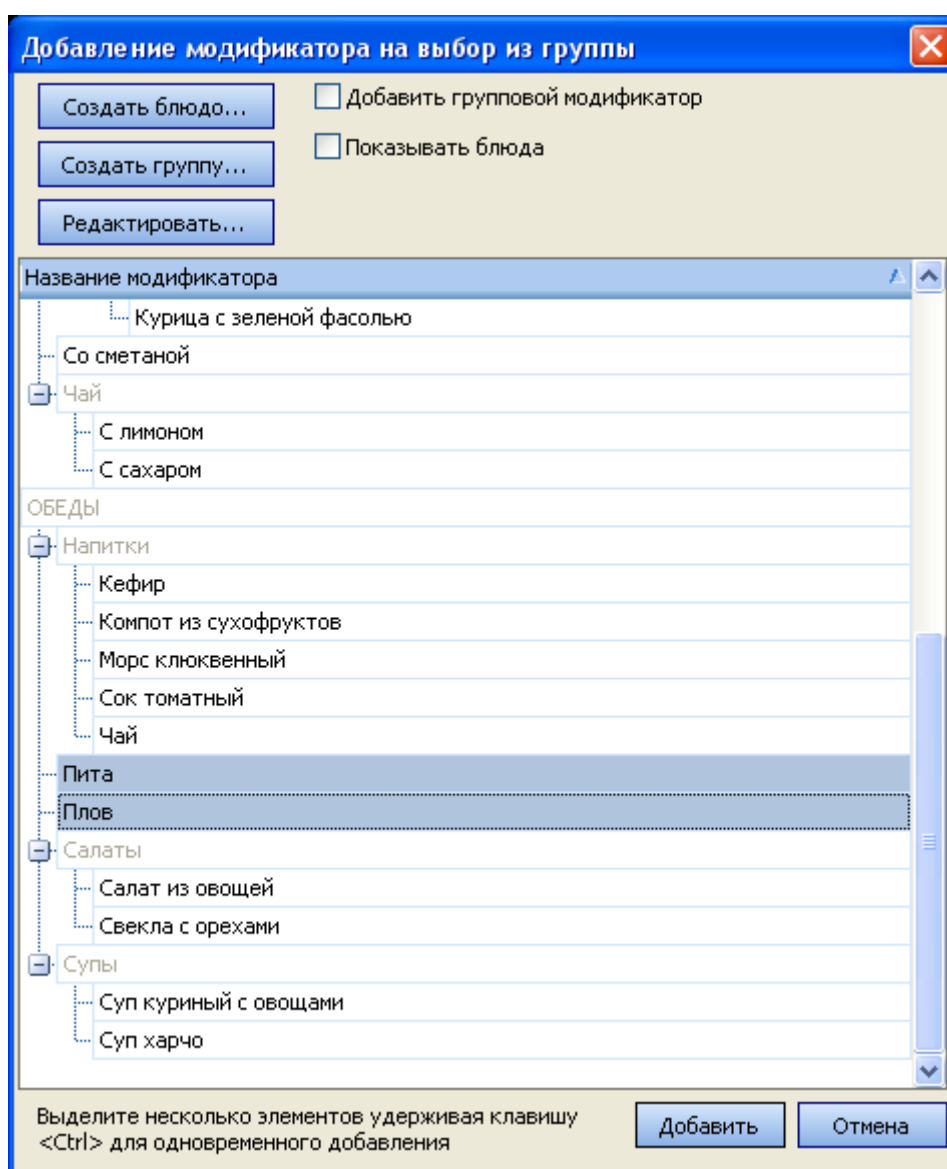 Добавление модификатора на выбор из группы
Создать блюдо...
Добавить групповой модификатор
Создать группу...
Показывать блюда
Редактировать...
Название модификатора
Курица с зеленой фасолью
Со сметаной
Чай
С лимоном
С сахаром
ОБЕДЫ
Напитки
Кефир
Компот из сухофруктов
Морс клюквенный
Сок томатный
Чай
Пита
Плов
Салаты
Салат из овощей
Свекла с орехами
Супы
Суп куриный с овощами
Суп харчо
Выделите несколько элементов удерживая клавишу
<Ctrl> для одновременного добавления
Добавить
Отмена